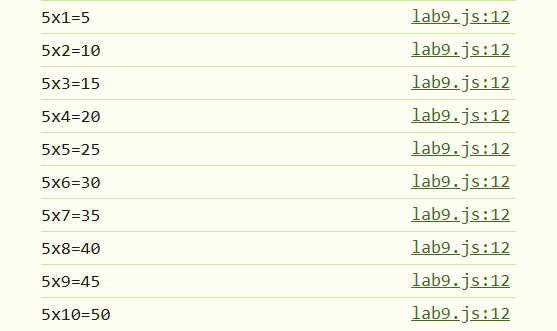 5x1=5 lab9.js:12
5x2=10 lab9.js:12
5x3=15 lab9.js:12
5x4=20 lab9.js:12
5x5=25 lab9.js:12
5x6=30 lab9.js:12
5x7=35 lab9.js:12
5x8=40 lab9.js:12
5x9=45 lab9.js:12
5x10=50 lab9.js:12